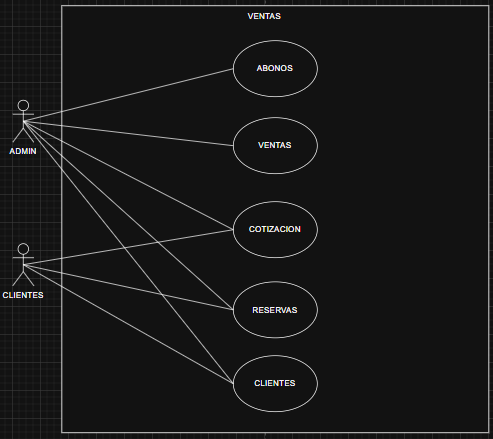 VENTAS
ABONOS
ADMIN
VENTAS
COTIZACION
CLIENTES
RESERVAS
CLIENTES